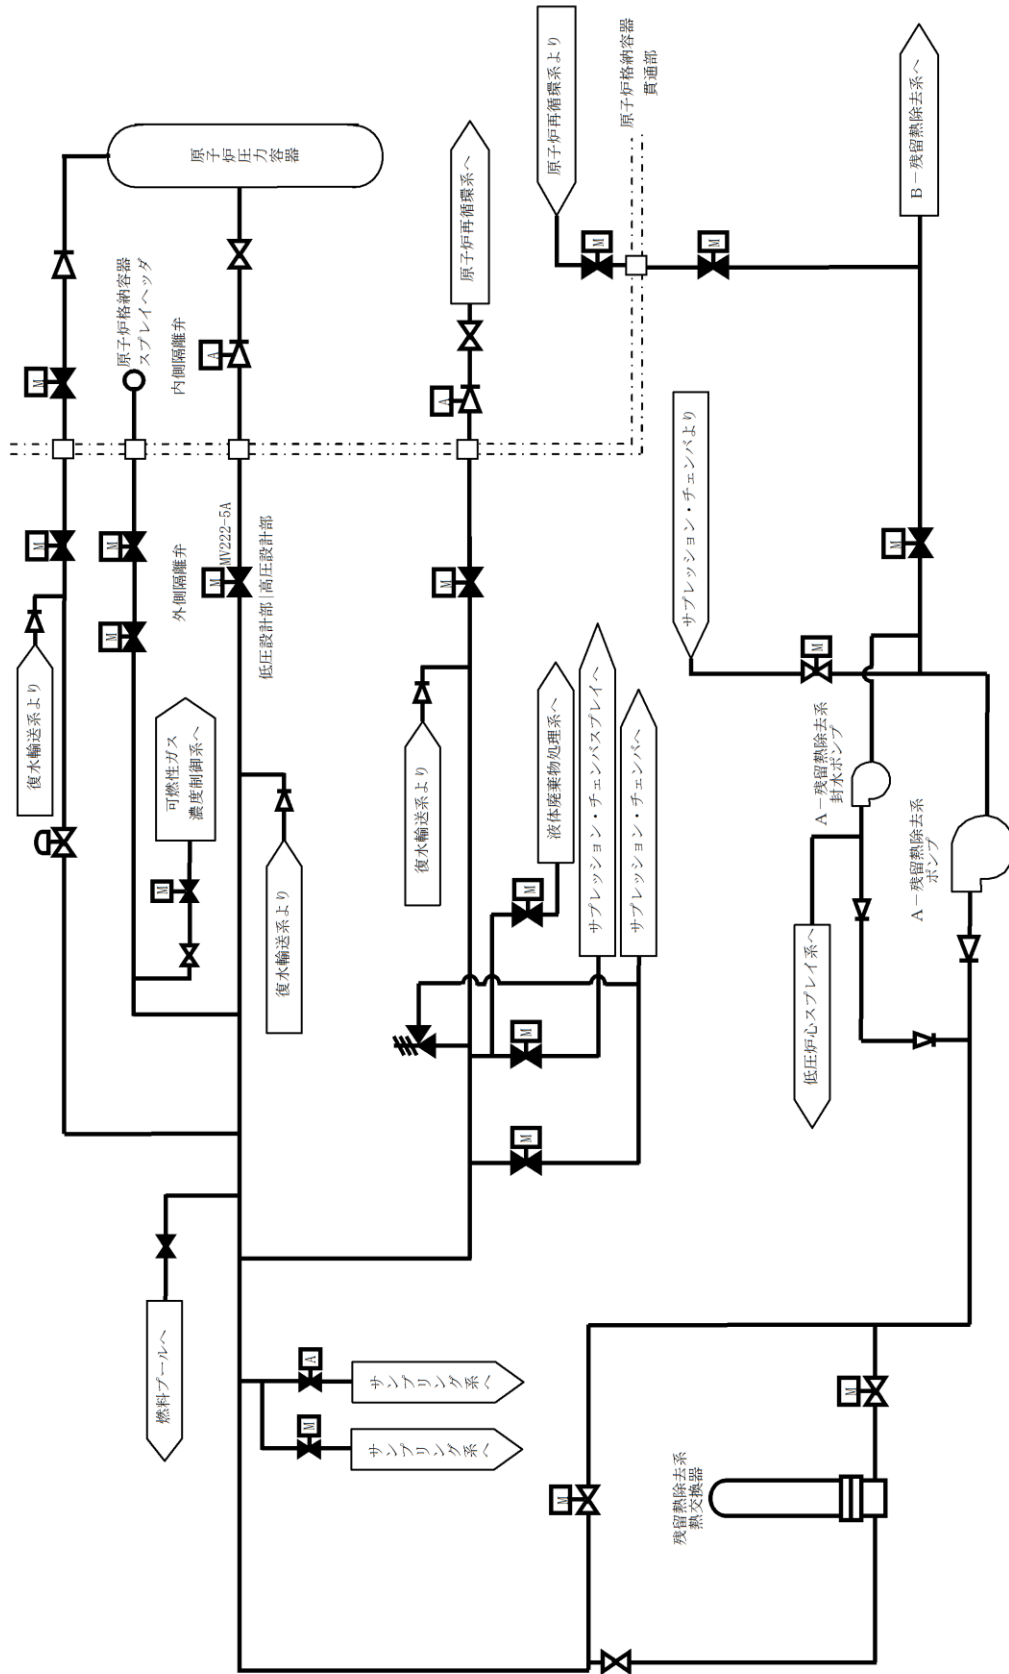 原子炉圧力容器
原子炉格納容器
スプレイヘッダ
内側隔離弁
原子炉再循環系へ
原子炉再循環系より
原子炉格納容器
貫通部
B－残留熱除去系へ
M
M
M
M
A
A
M
M
M
MV222-5A
外側隔離弁
低圧設計部|高圧設計部
M
M
復水輸送系より
可燃性ガス
濃度制御系へ
M
復水輸送系より
復水輸送系より
液体廃棄物処理系へ
サプレッション・チェンバスプレイへ
サプレッション・チェンバへ
サプレッション・チェンバより
M
M
M
M
M
A－残留熱除去系
封水ポンプ
A－残留熱除去系
ポンプ
低圧炉心スプレイ系へ
燃料プールへ
A
サンプリング系へ
M
サンプリング系へ
M
M
残留熱除去系
熱交換器